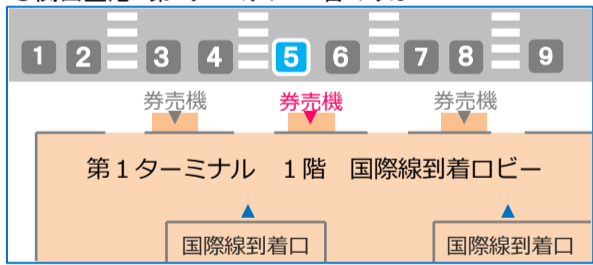 1 2 3 4 5 6 7 8 9
券売機 券売機 券売機
第1ターミナル 1階 国際線到着ロビー
国際線到着口 国際線到着口